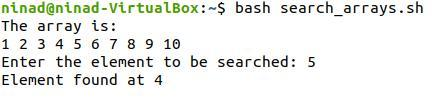 ninad@ninad-VirtualBox:~$ bash search_arrays.sh
The array is:
1 2 3 4 5 6 7 8 9 10
Enter the element to be searched: 5
Element found at 4